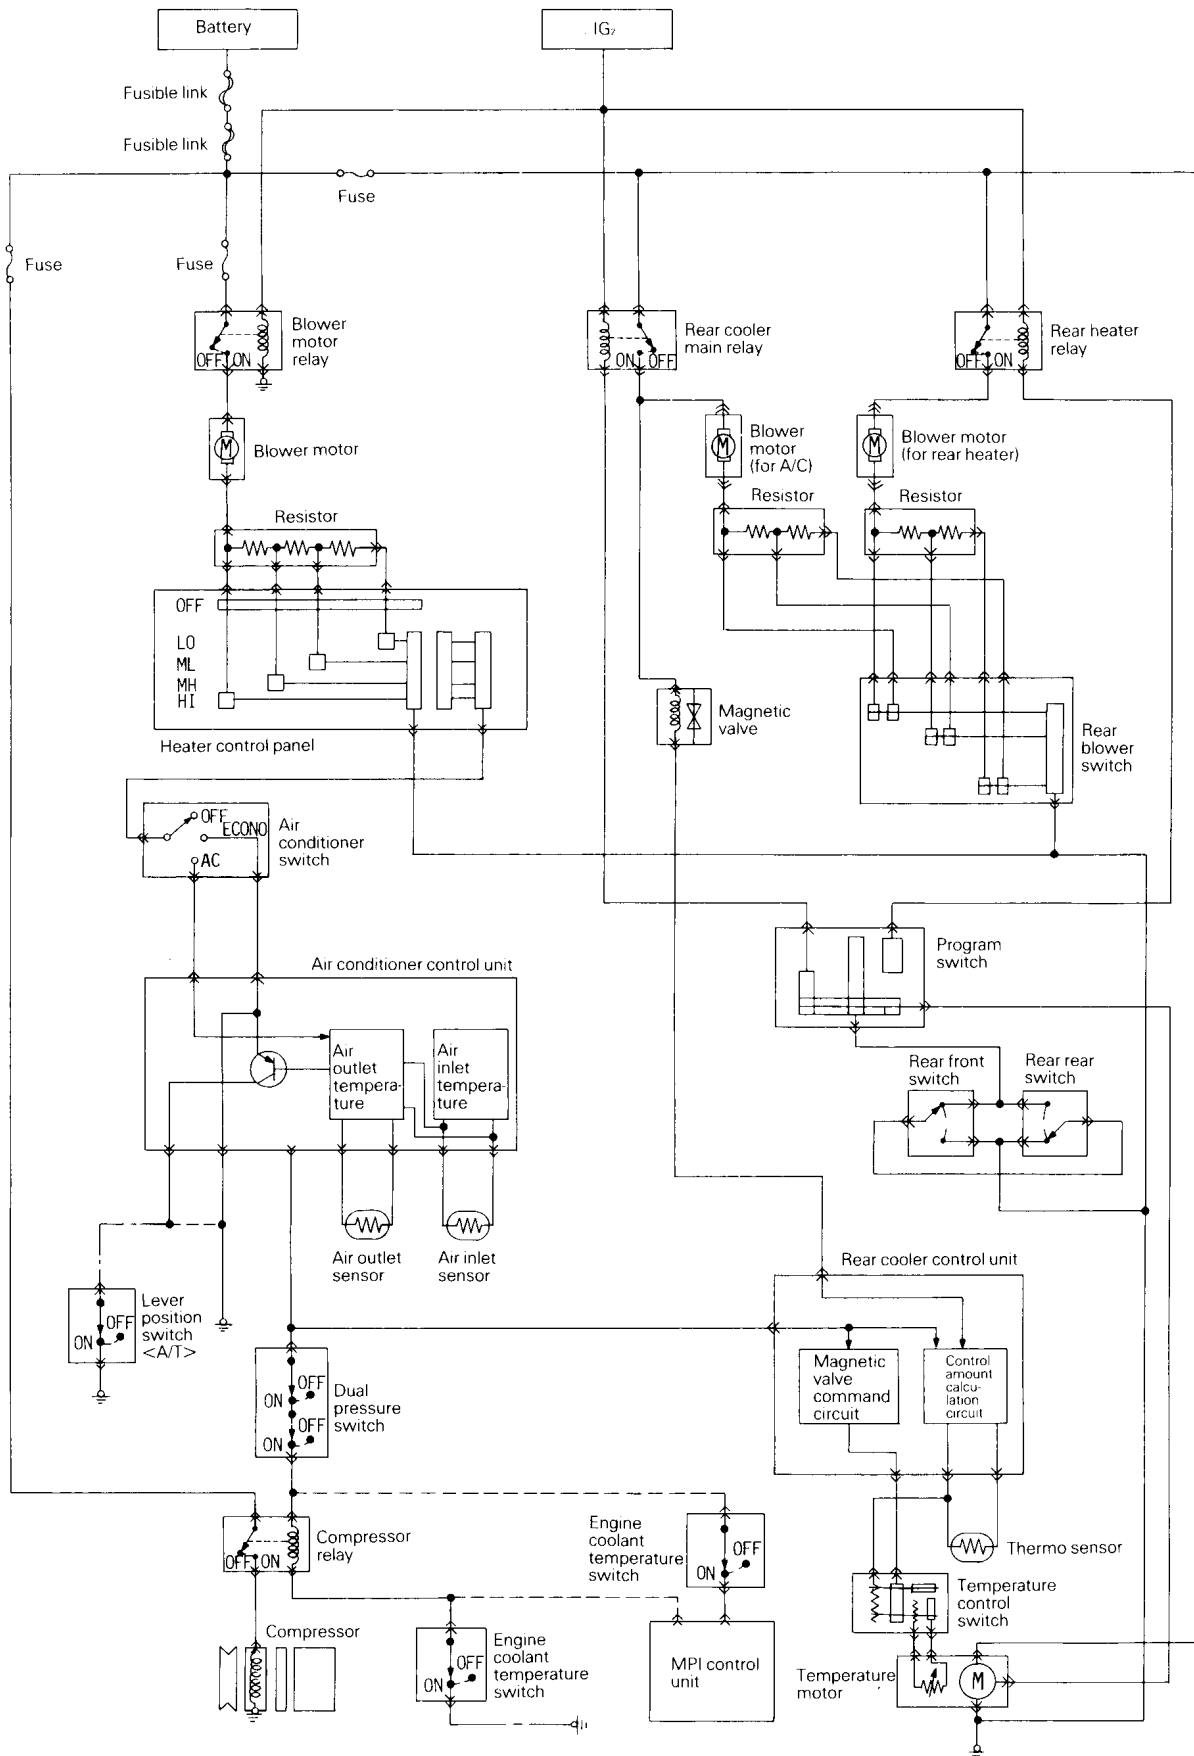 Battery
IG₂
Fusible link
Fusible link
Fuse
Fuse
Fuse
Blower
motor
relay
OFF ON
Rear cooler
main relay
ON OFF
Rear heater
relay
OFF ON
Blower motor
Blower
motor
(for A/C)
Blower motor
(for rear heater)
Resistor
Resistor
Resistor
OFF
LO
ML
MH
HI
Heater control panel
Magnetic
valve
Rear
blower
switch
OFF
ECONO
AC
Air
conditioner
switch
Program
switch
Air conditioner control unit
Air
outlet
tempera-
ture
Air
inlet
tempera-
ture
Rear front
switch
Rear rear
switch
Air outlet
sensor
Air inlet
sensor
Rear cooler control unit
Lever
position
switch
<A/T>
OFF
ON
Magnetic
valve
command
circuit
Control
amount
calcu-
lation
circuit
OFF
ON
OFF
ON
Dual
pressure
switch
Compressor
relay
OFF ON
Engine
coolant
temperature
switch
OFF
ON
Thermo sensor
Temperature
control
switch
Compressor
Engine
coolant
temperature
switch
OFF
ON
MPI control
unit
Temperature
motor
M
M
M
M